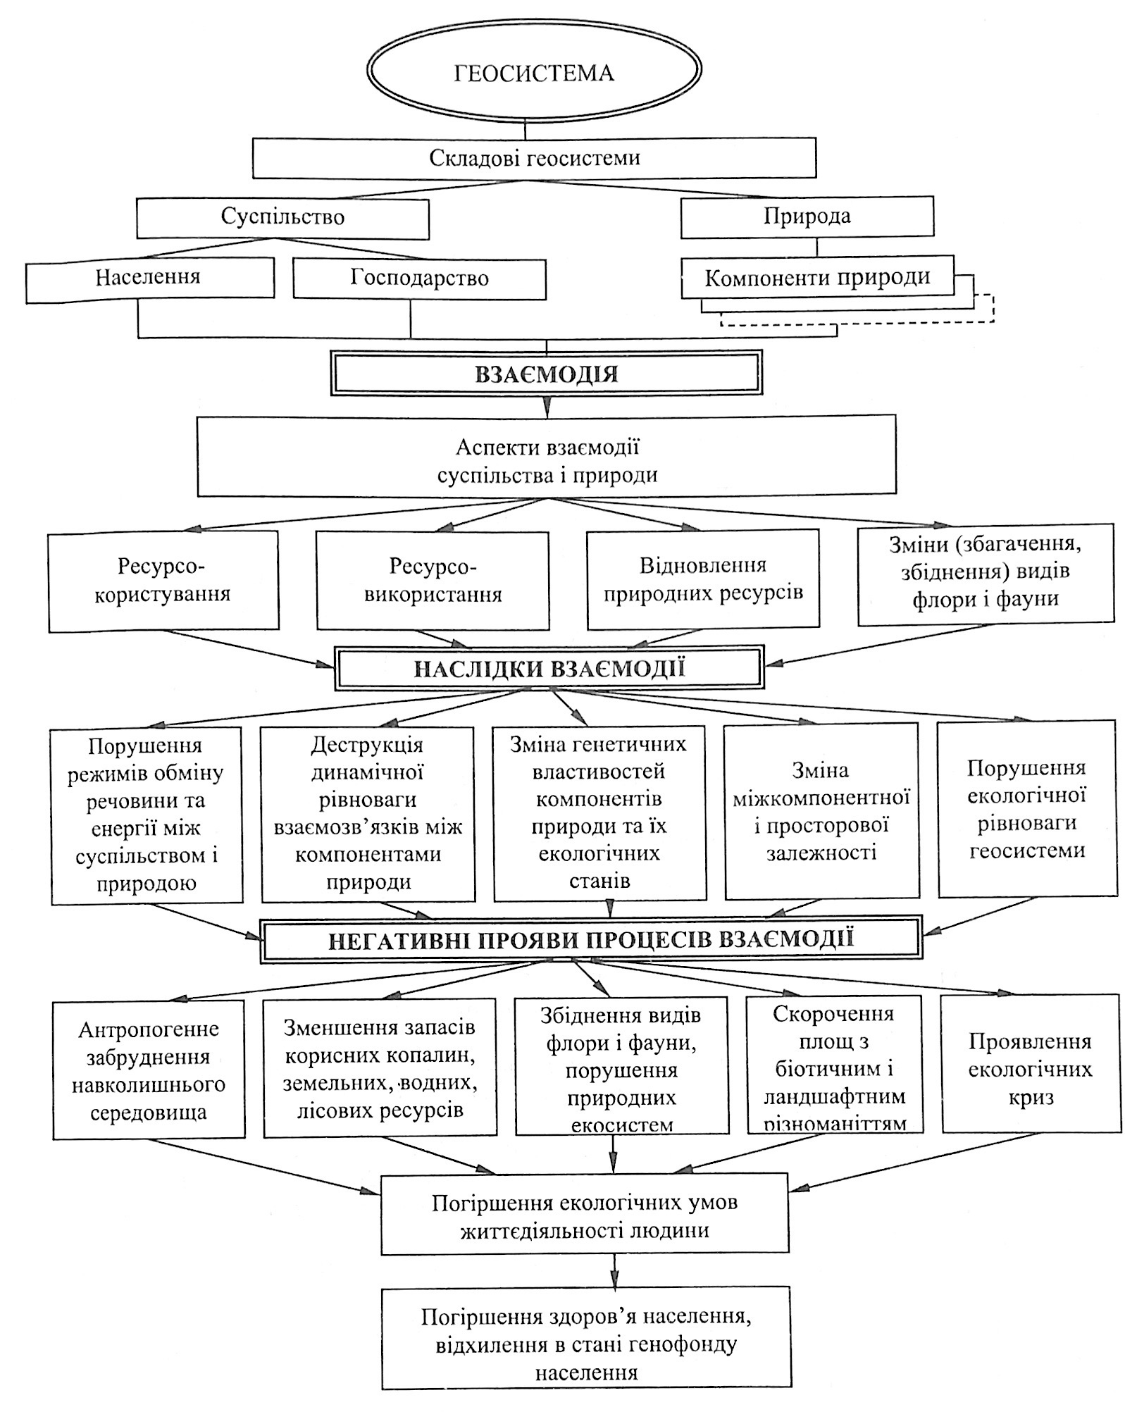 ГЕОСИСТЕМА
Складові геосистеми
Суспільство
Природа
Населення
Господарство
Компоненти природи
ВЗАЄМОДІЯ
Аспекти взаємодії
суспільства і природи
Ресурсо-
користування
Ресурсо-
використання
Відновлення
природних ресурсів
Зміни (збагачення,
збіднення) видів
флори і фауни
НАСЛІДКИ ВЗАЄМОДІЇ
Порушення
режимів обміну
речовини та
енергії між
суспільством і
природою
Деструкція
динамічної
рівноваги
взаємозв’язків між
компонентами
природи
Зміна генетичних
властивостей
компонентів
природи та їх
екологічних
станів
Зміна
міжкомпонентної
і просторової
залежності
Порушення
екологічної
рівноваги
геосистеми
НЕГАТИВНІ ПРОЯВИ ПРОЦЕСІВ ВЗАЄМОДІЇ
Антропогенне
забруднення
навколишнього
середовища
Зменшення запасів
корисних копалин,
земельних, водних,
лісових ресурсів
Збіднення видів
флори і фауни,
порушення
природних
екосистем
Скорочення
площ з
біотичним і
ландшафтним
різноманіттям
Проявлення
екологічних
криз
Погіршення екологічних умов
життєдіяльності людини
Погіршення здоров’я населення,
відхилення в стані генофонду
населення